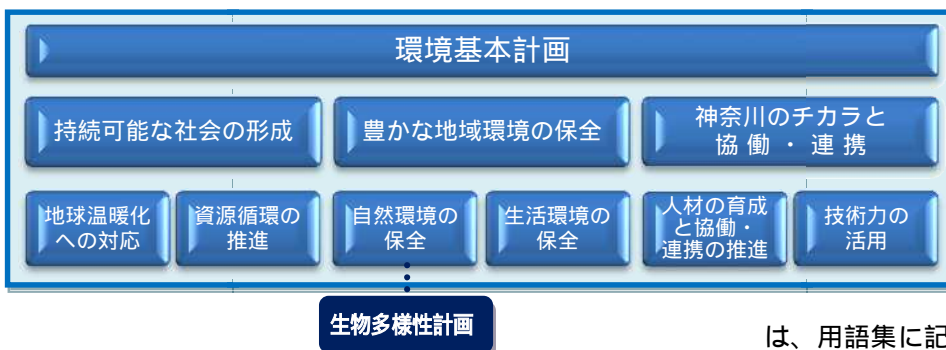 環境基本計画
持続可能な社会の形成
豊かな地域環境の保全
神奈川のチカラと
協働・連携
地球温暖化
への対応
資源循環の
推進
自然環境の
保全
生活環境の
保全
人材の育成
と協働・
連携の推進
技術力の
活用
生物多様性計画
は、用語集に記